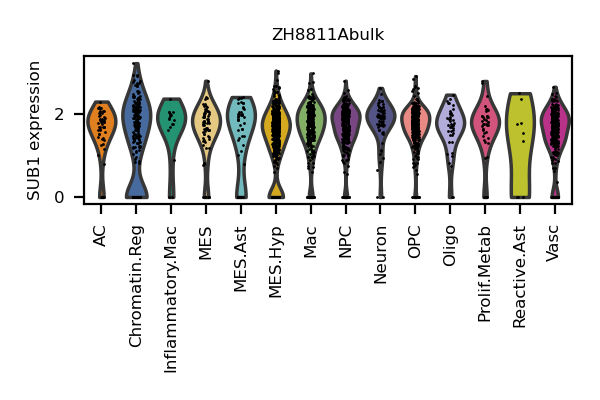 ZH8811Abulk
SUB1 expression
2
0
AC
Chromatin.Reg
Inflammatory.Mac
MES
MES.Ast
MES.Hyp
Mac
NPC
Neuron
OPC
Oligo
Prolif.Metab
Reactive.Ast
Vasc